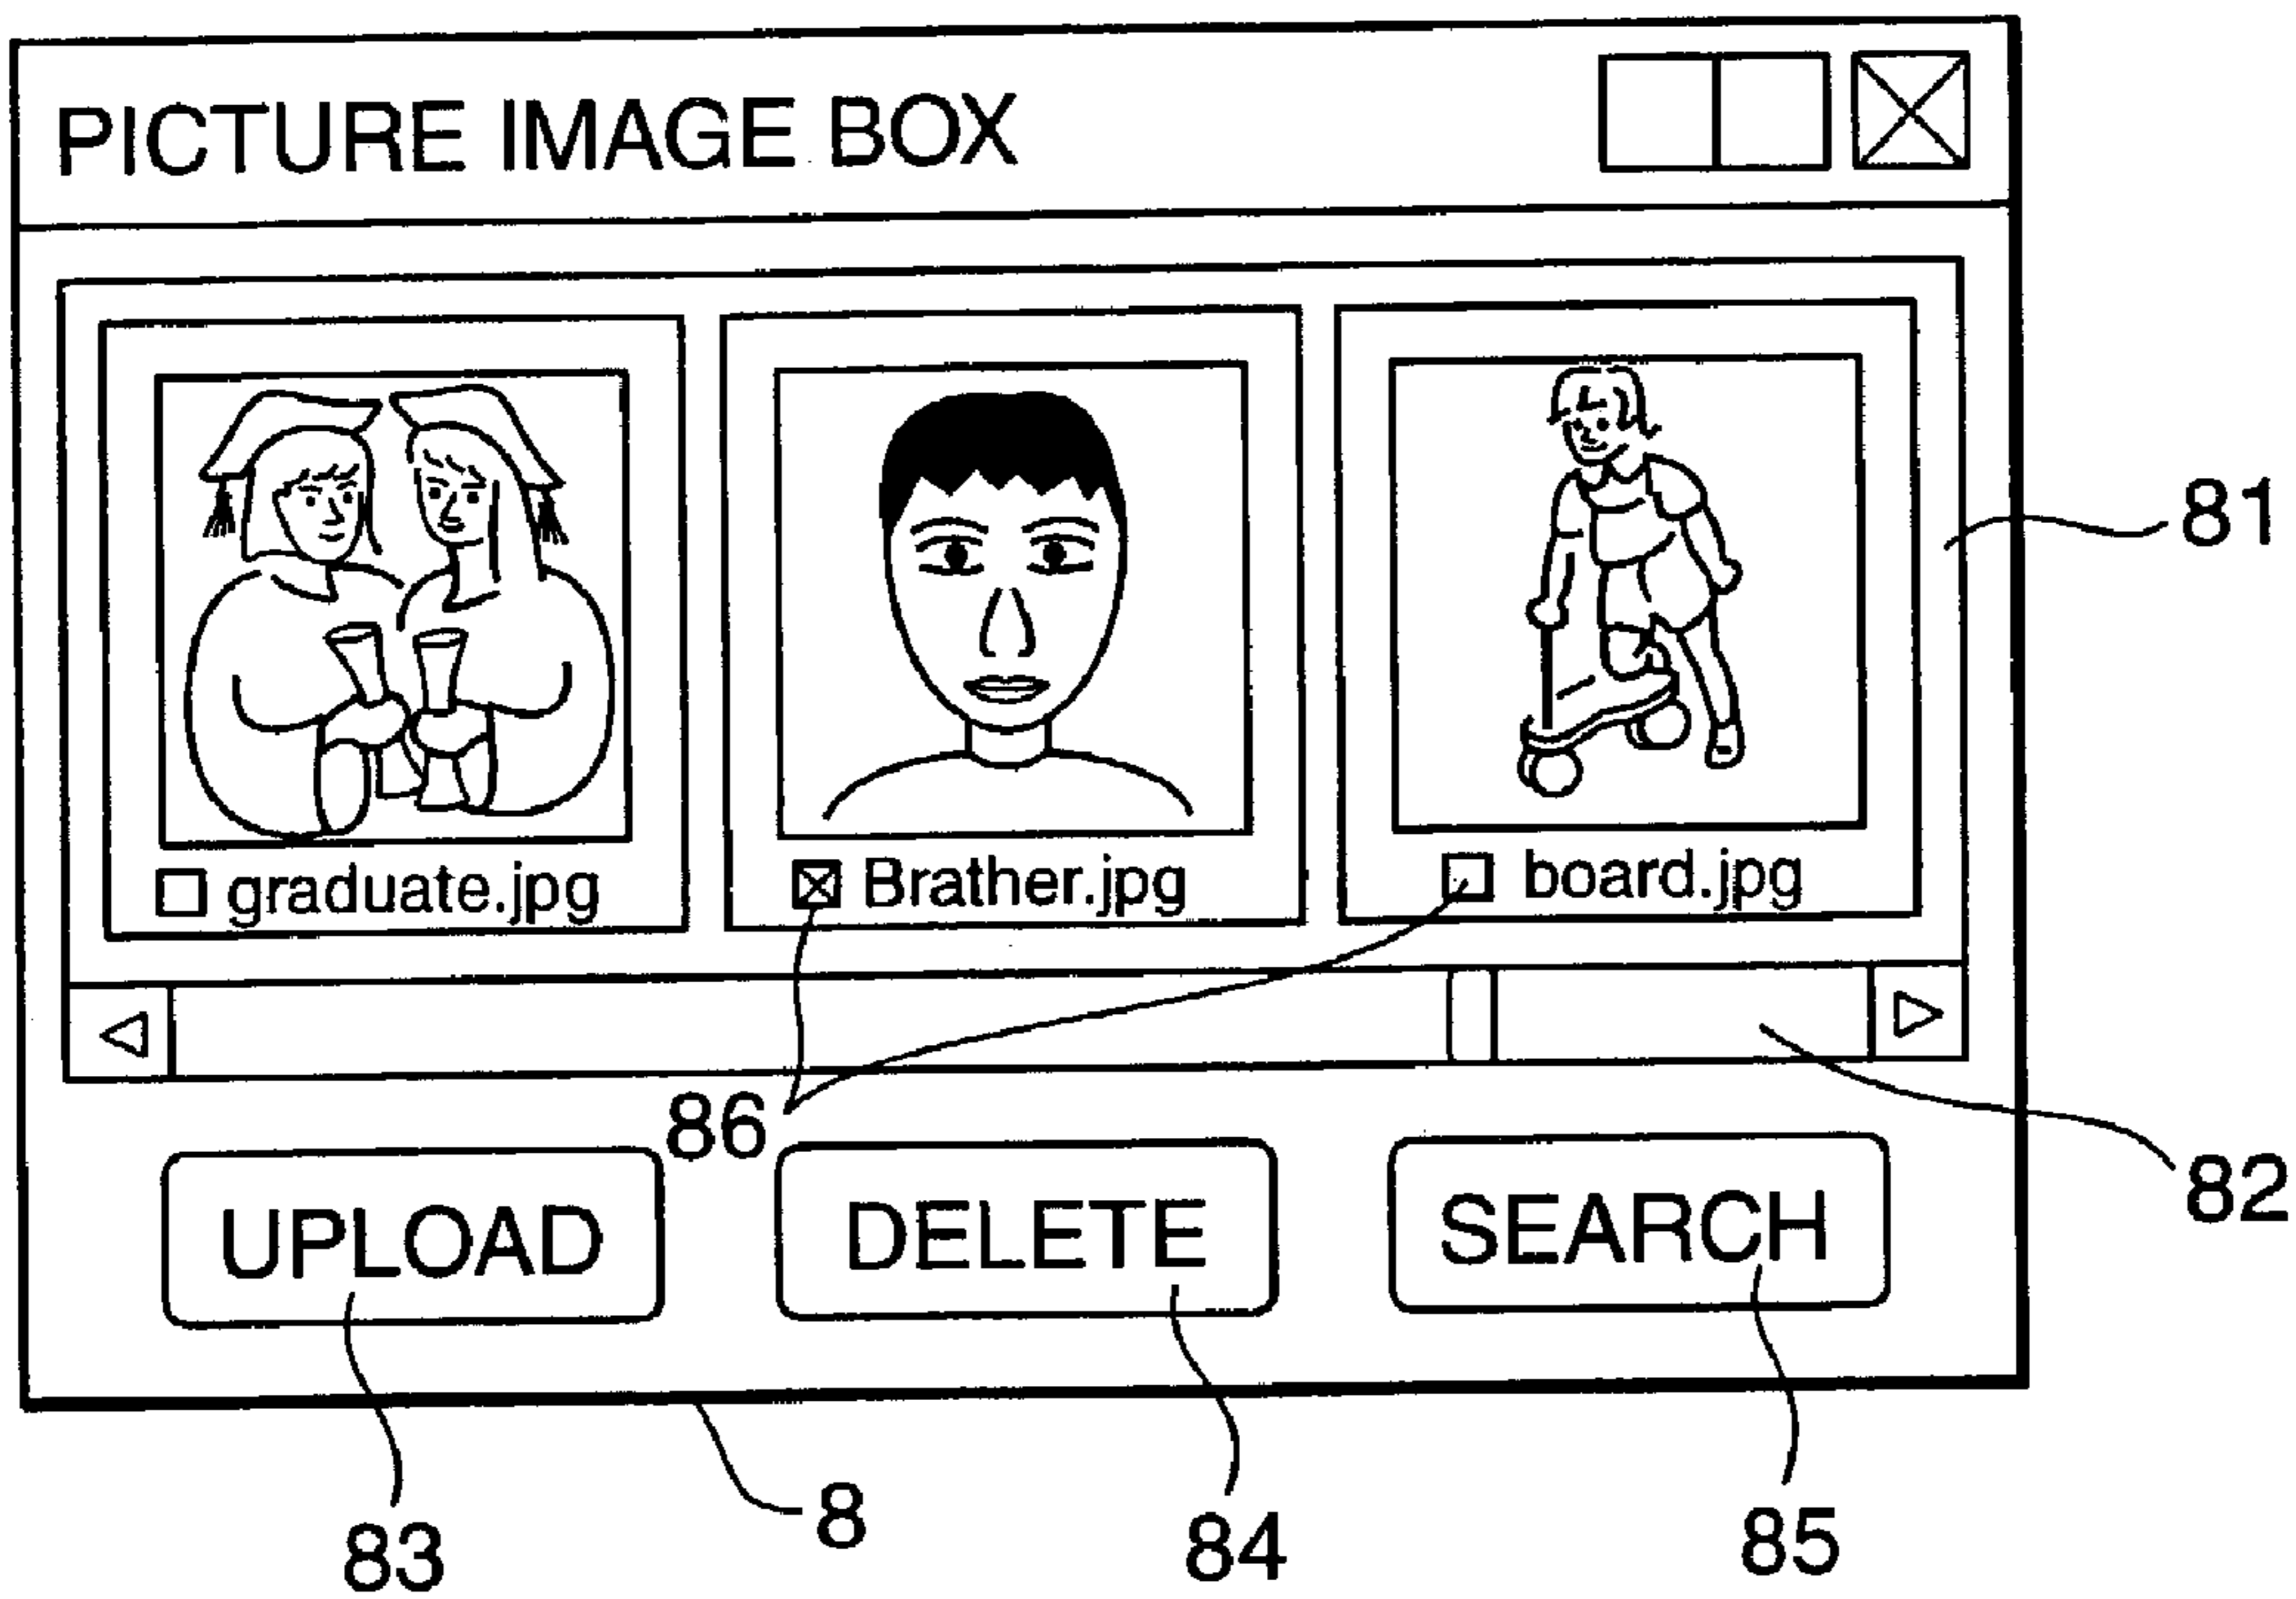 PICTURE IMAGE BOX
81
graduate.jpg
Brather.jpg
board.jpg
86
82
UPLOAD
DELETE
SEARCH
83
8
84
85